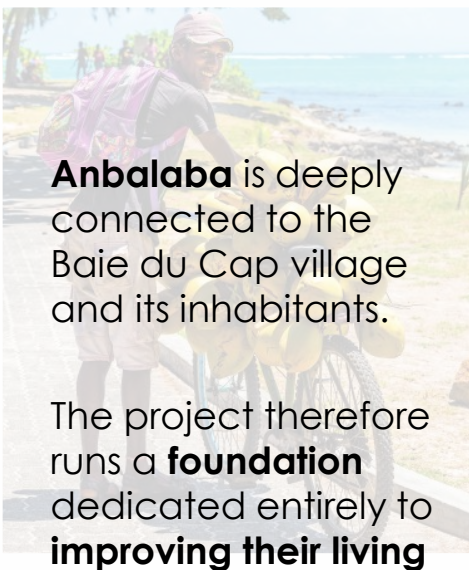 Anbalaba is deeply
connected to the
Baie du Cap village
and its inhabitants.
The project therefore
runs a foundation
dedicated entirely to
improving their living